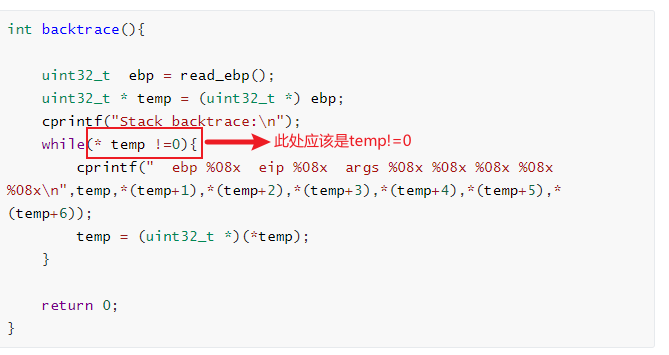 int backtrace(){
uint32_t  ebp = read_ebp();
uint32_t * temp = (uint32_t *) ebp;
cprintf("Stack backtrace:\n");
while(* temp !=0){
此处应该是temp!=0
cprintf("  ebp %08x  eip %08x  args %08x %08x %08x %08x
%08x\n",temp,*(temp+1),*(temp+2),*(temp+3),*(temp+4),*(temp+5),*
(temp+6));
temp = (uint32_t *)(*temp);
}
return 0;
}